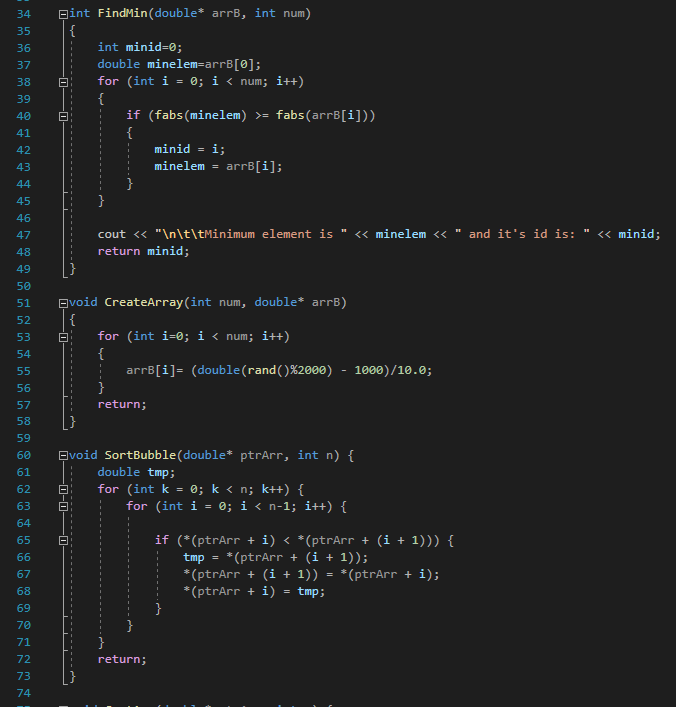 34 int FindMin(double* arrB, int num)
35 {
36 int minid=0;
37 double minelem=arrB[0];
38 for (int i = 0; i < num; i++)
39 {
40 if (fabs(minelem) >= fabs(arrB[i]))
41 {
42 minid = i;
43 minelem = arrB[i];
44 }
45 }
46
47 cout << "\n\t\tMinimum element is " << minelem << " and it's id is: " << minid;
48 return minid;
49 }
50
51 void CreateArray(int num, double* arrB)
52 {
53 for (int i=0; i < num; i++)
54 {
55 arrB[i]= (double(rand()%2000) - 1000)/10.0;
56 }
57 return;
58 }
59
60 void SortBubble(double* ptrArr, int n) {
61 double tmp;
62 for (int k = 0; k < n; k++) {
63 for (int i = 0; i < n-1; i++) {
64
65 if (*(ptrArr + i) < *(ptrArr + (i + 1))) {
66 tmp = *(ptrArr + (i + 1));
67 *(ptrArr + (i + 1)) = *(ptrArr + i);
68 *(ptrArr + i) = tmp;
69 }
70 }
71 }
72 return;
73 }
74